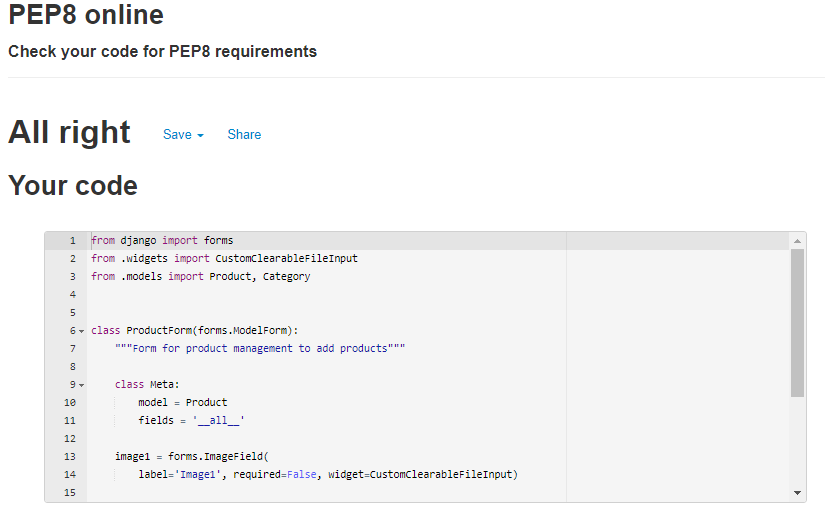 PEP8 online
Check your code for PEP8 requirements
All right Save Share
Your code
1 from django import forms
2 from .widgets import CustomClearableFileInput
3 from .models import Product, Category
4
5
6 class ProductForm(forms.ModelForm):
7 """Form for product management to add products"""
8
9 class Meta:
10 model = Product
11 fields = '__all__'
12
13 image1 = forms.ImageField(
14 label='Image1', required=False, widget=CustomClearableFileInput)
15